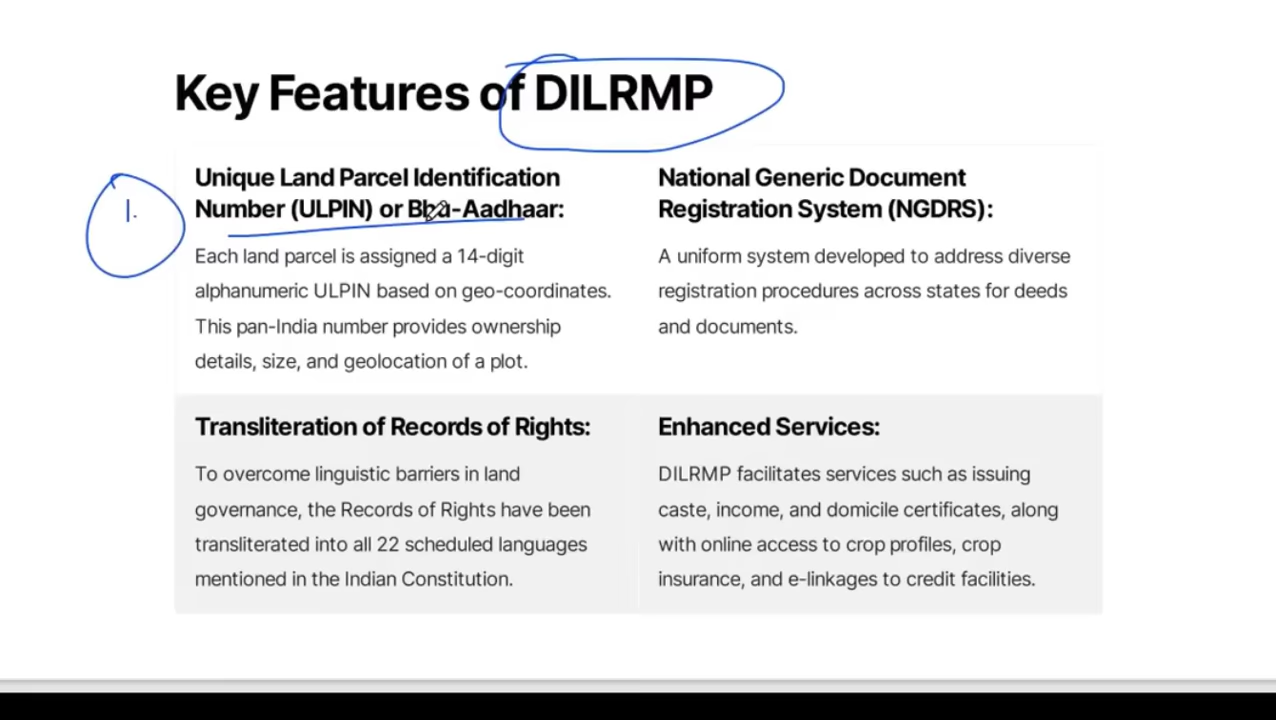 Key Features of DILRMP
1.
Unique Land Parcel Identification
Number (ULPIN) or Bhu-Aadhaar:
Each land parcel is assigned a 14-digit
alphanumeric ULPIN based on geo-coordinates.
This pan-India number provides ownership
details, size, and geolocation of a plot.
National Generic Document
Registration System (NGDRS):
A uniform system developed to address diverse
registration procedures across states for deeds
and documents.
Transliteration of Records of Rights:
To overcome linguistic barriers in land
governance, the Records of Rights have been
transliterated into all 22 scheduled languages
mentioned in the Indian Constitution.
Enhanced Services:
DILRMP facilitates services such as issuing
caste, income, and domicile certificates, along
with online access to crop profiles, crop
insurance, and e-linkages to credit facilities.